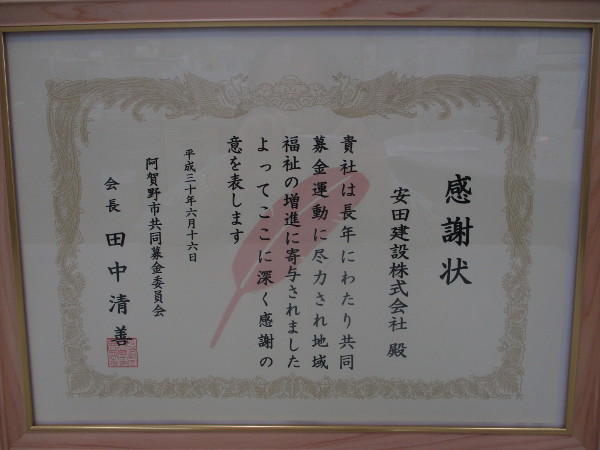 感謝状
安田建設株式会社 殿
貴社は長年にわたり共同
募金運動に尽力され地域
福祉の増進に寄与されました
よってここに深く感謝の
意を表します
平成三十年六月十六日
阿賀野市共同募金委員会
会長 田中清善